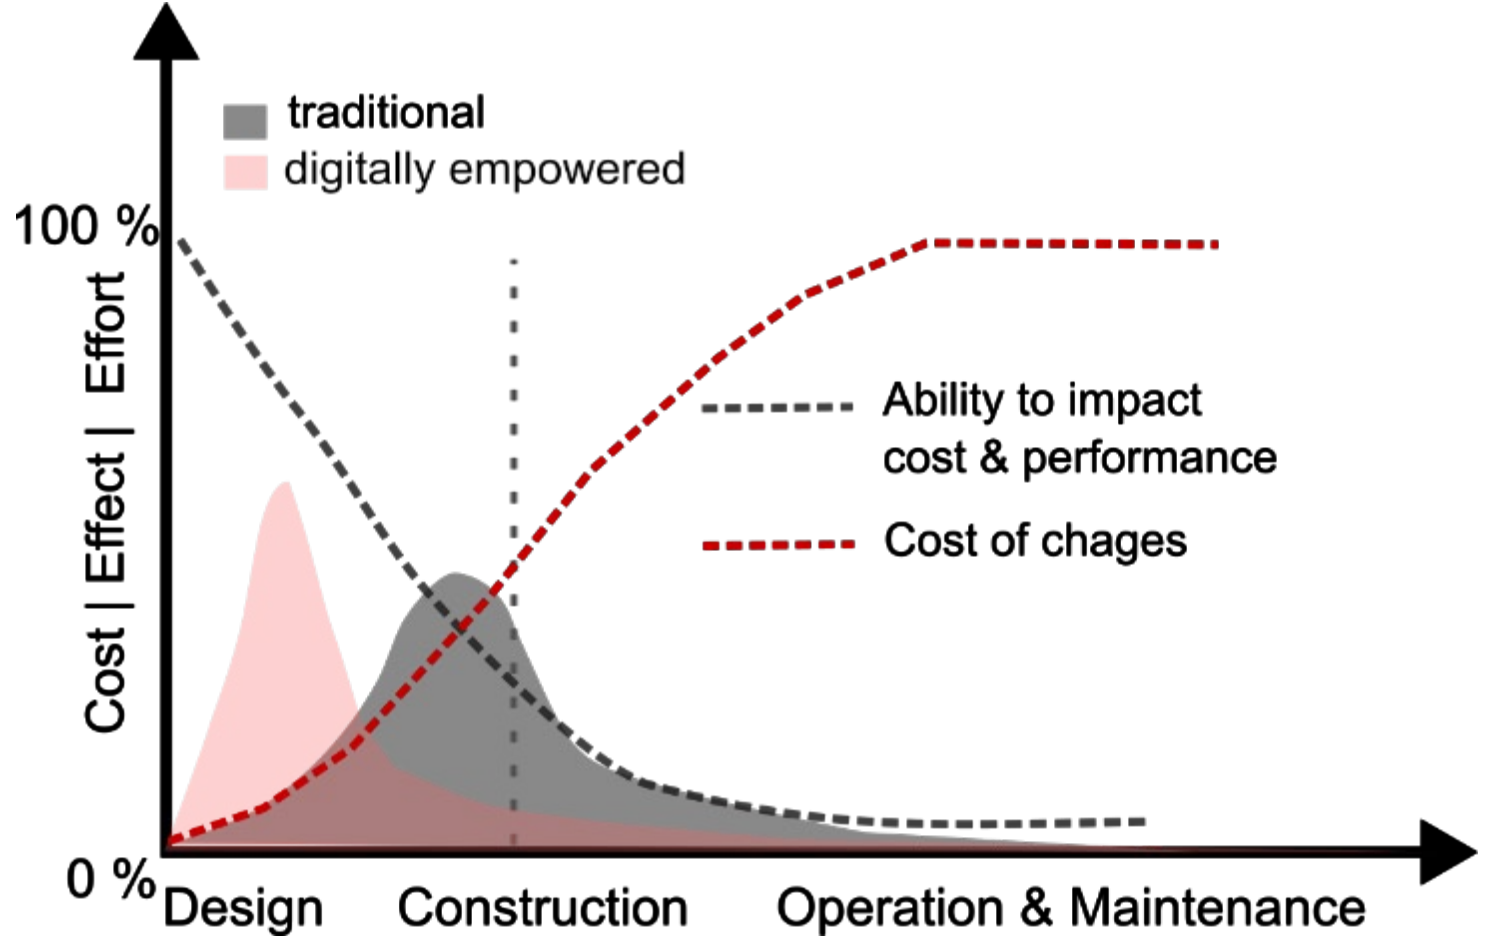 traditional
digitally empowered
100 %
Cost | Effect | Effort
Ability to impact
cost & performance
Cost of chages
0 %
Design
Construction
Operation & Maintenance